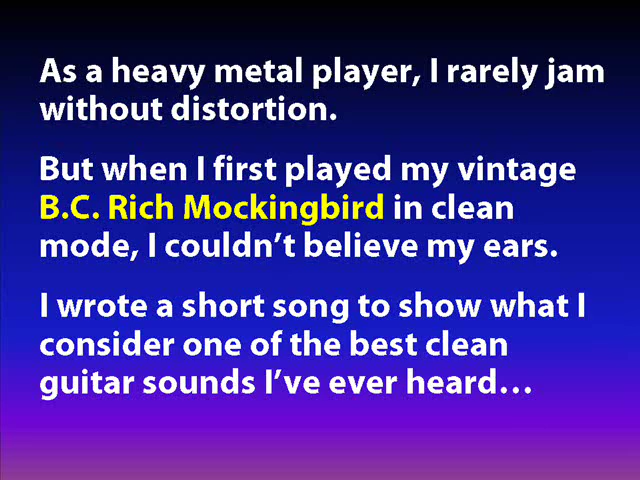 As a heavy metal player, I rarely jam
without distortion.
But when I first played my vintage
B.C. Rich Mockingbird in clean
mode, I couldn’t believe my ears.
I wrote a short song to show what I
consider one of the best clean
guitar sounds I’ve ever heard…